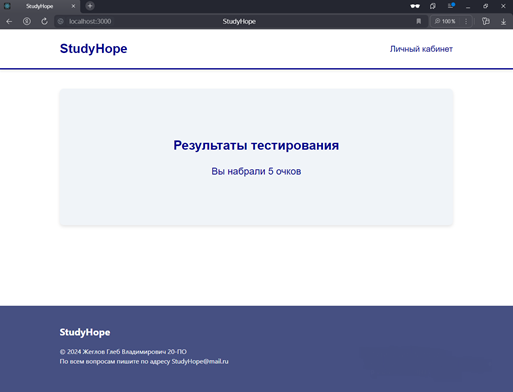 StudyHope
localhost:3000
StudyHope
100 %
StudyHope
Личный кабинет
Результаты тестирования
Вы набрали 5 очков
StudyHope
© 2024 Жеглов Глеб Владимирович 20-ПО
По всем вопросам пишите по адресу StudyHope@mail.ru